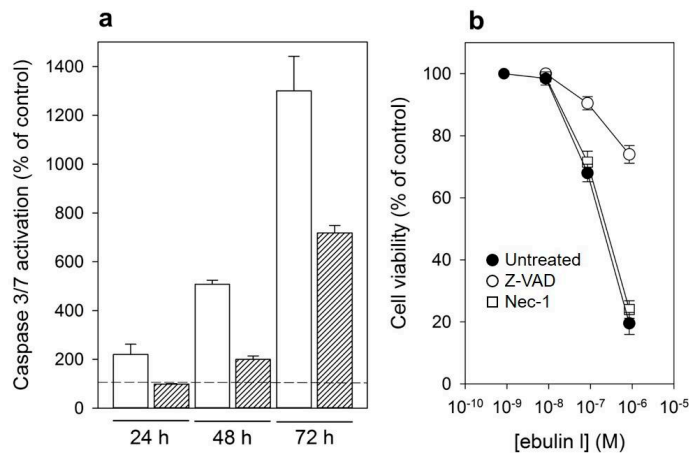 a
Caspase 3/7 activation (% of control)
1400
1200
1000
800
600
400
200
0
24 h 48 h 72 h
b
Cell viability (% of control)
100
80
60
40
20
0
Untreated
Z-VAD
Nec-1
10⁻¹⁰ 10⁻⁹ 10⁻⁸ 10⁻⁷ 10⁻⁶ 10⁻⁵
[ebulin l] (M)